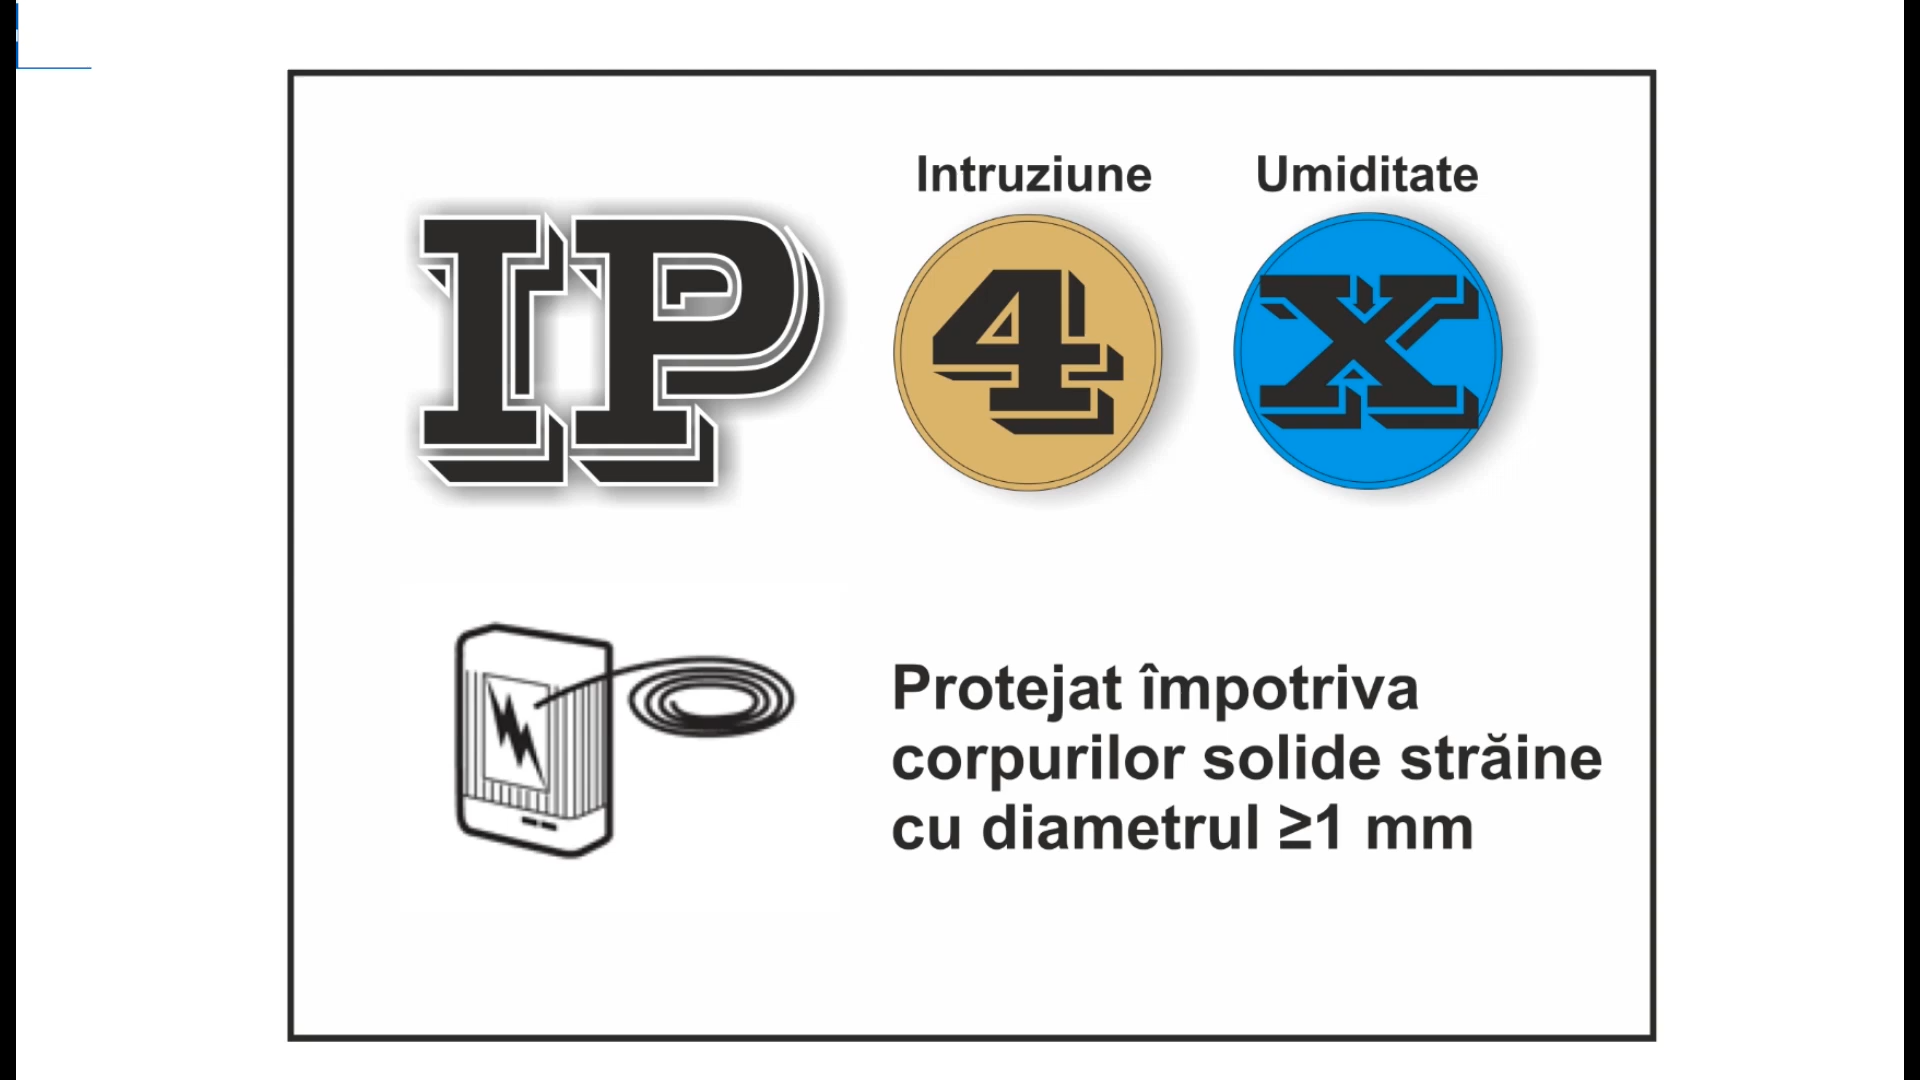 Intruziune Umiditate
IP 4 X
Protejat împotriva
corpurilor solide străine
cu diametrul ≥1 mm